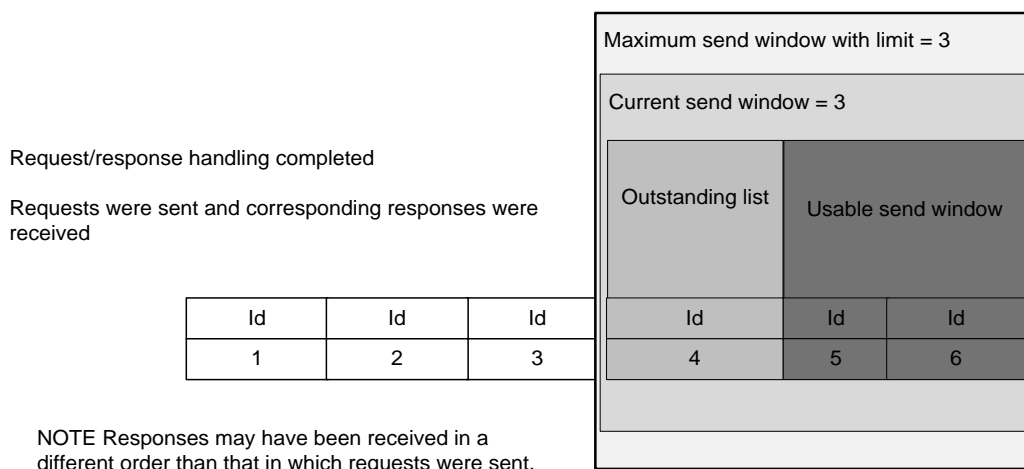 Maximum send window with limit = 3
Current send window = 3
Request/response handling completed
Requests were sent and corresponding responses were
received
Outstanding list
Usable send window
Id Id Id Id Id Id
1 2 3 4 5 6
NOTE Responses may have been received in a
different order than that in which requests were sent.